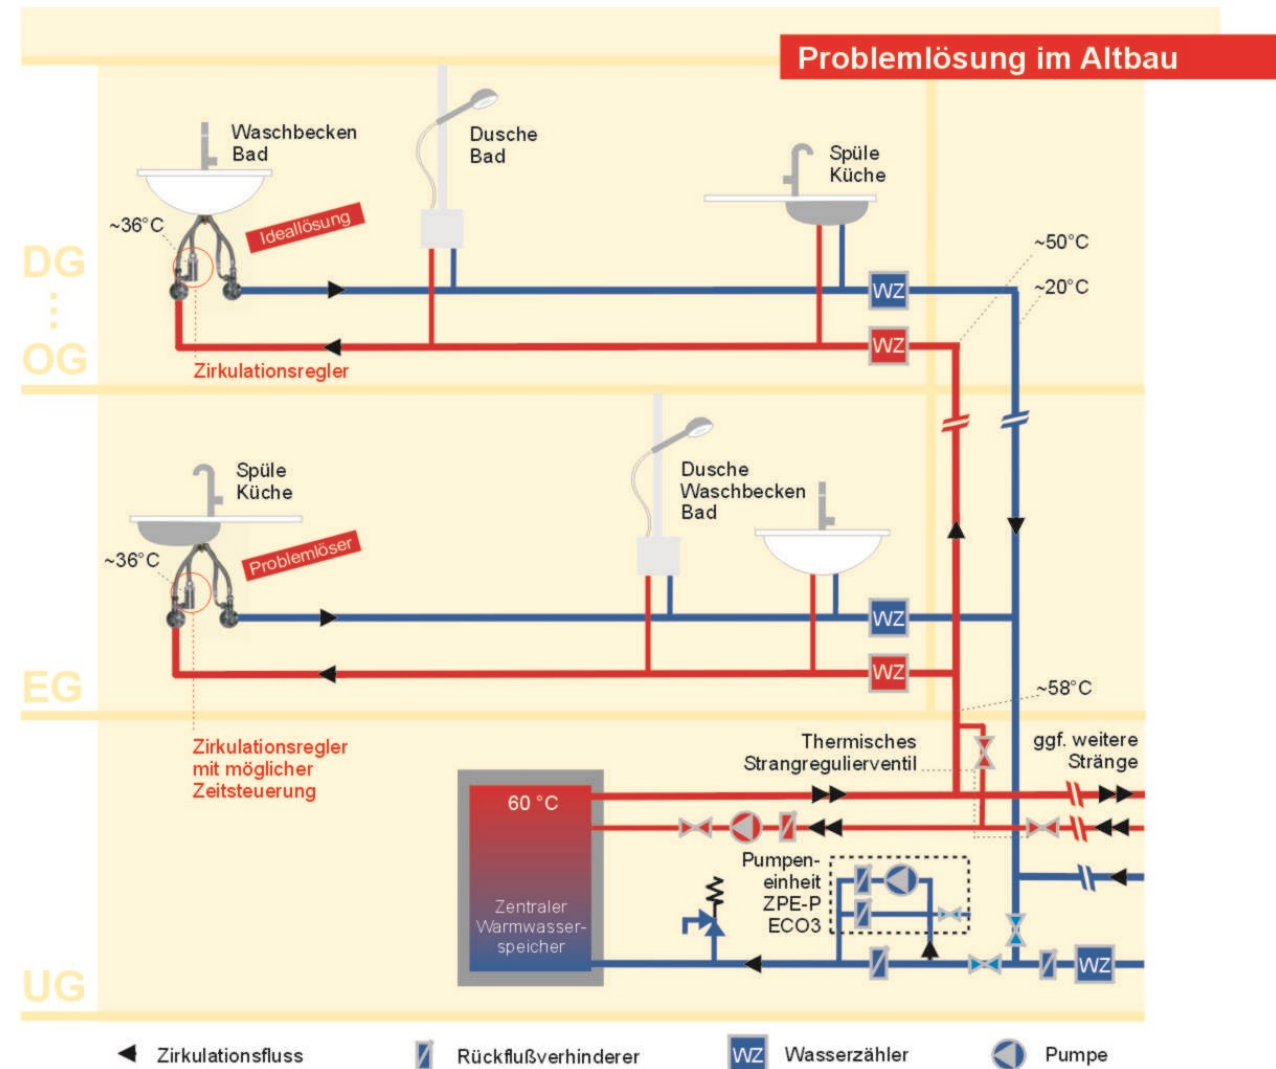 Problemlösung im Altbau
Waschbecken
Bad
Dusche
Bad
Spüle
Küche
~36°C
Ideallösung
~50°C
~20°C
DG
WZ
OG
WZ
Zirkulationsregler
Spüle
Küche
Dusche
Waschbecken
Bad
~36°C
Problemlöser
WZ
WZ
EG
~58°C
Zirkulationsregler
mit möglicher
Zeitsteuerung
Thermisches
Strangregulierventil
ggf. weitere
Stränge
60 °C
Pumpen-
einheit
ZPE-P
ECO3
Zentraler
Warmwasser-
speicher
WZ
UG
Zirkulationsfluss
Rückflußverhinderer
WZ Wasserzähler
Pumpe